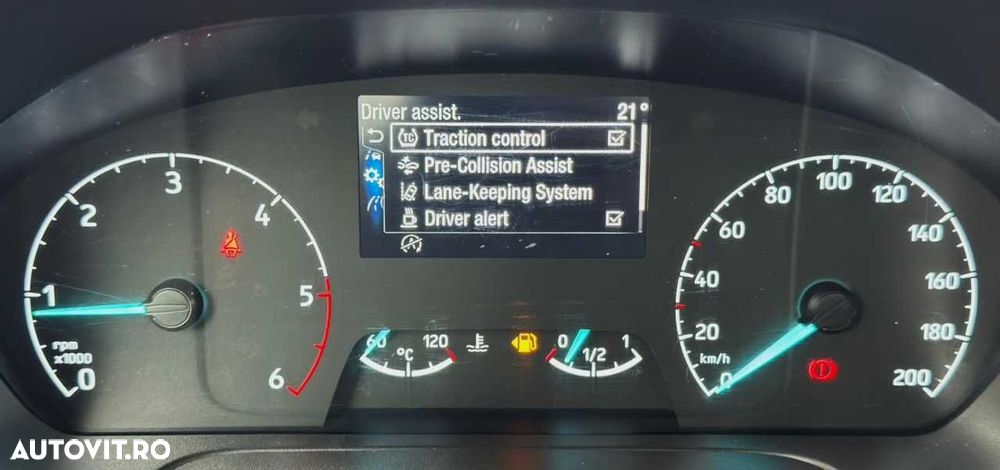 Driver assist. 21°
TC Traction control
Pre-Collision Assist
Lane-Keeping System
Driver alert
0 1 2 3 4 5 6
rpm
x1000
60 120
°C
0 1/2 1
0 20 40 60 80 100 120 140 160 180 200
km/h
AUTOVIT.RO